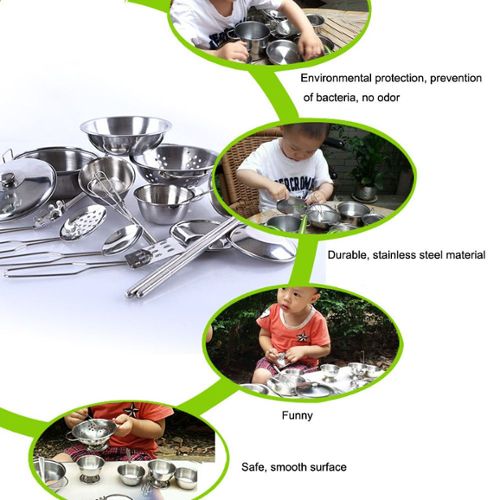 Environmental protection, prevention
of bacteria, no odor
Durable, stainless steel material
Funny
Safe, smooth surface